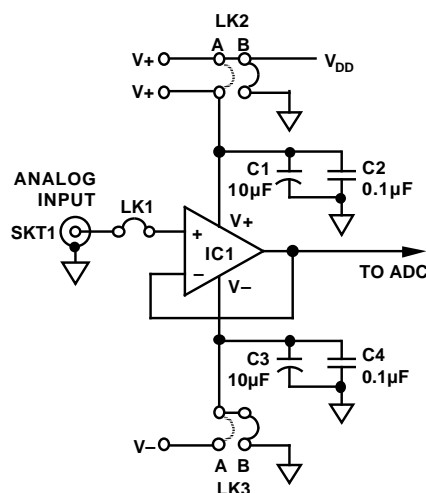 LK2
A B
V+
VDD
V+
C1
10µF
C2
0.1µF
ANALOG
INPUT
LK1
SKT1
+
V+
IC1
–
V–
TO ADC
C3
10µF
C4
0.1µF
V–
A B
LK3